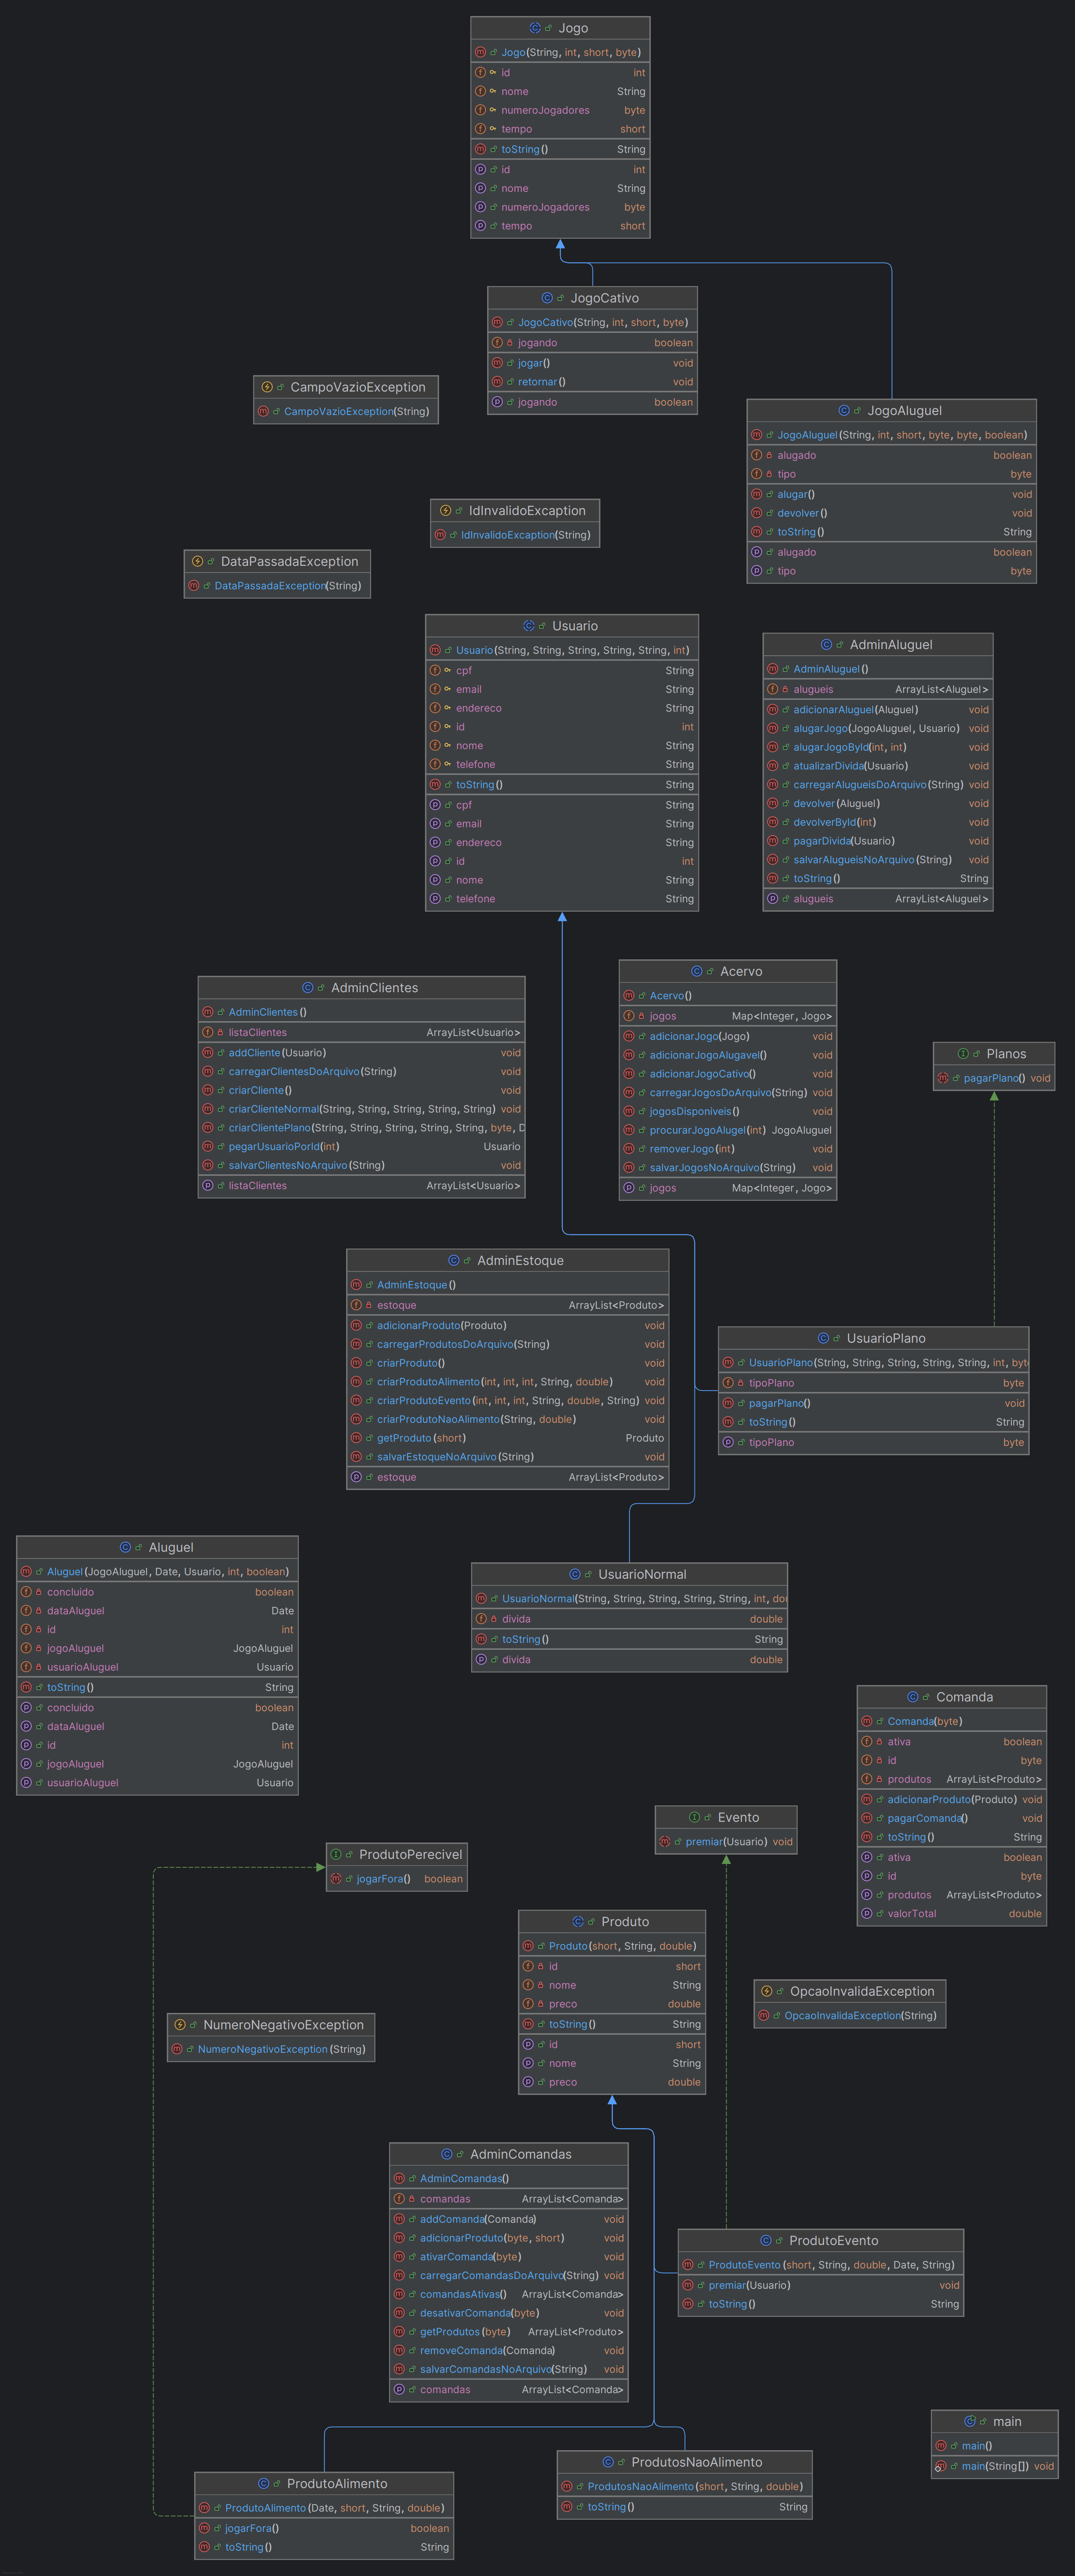 Jogo
Jogo(String, int, short, byte)
id int
nome String
numeroJogadores byte
tempo short
toString() String
id int
nome String
numeroJogadores byte
tempo short
JogoCativo
JogoCativo(String, int, short, byte)
jogando boolean
jogar() void
retornar() void
jogando boolean
CampoVazioException
CampoVazioException(String)
JogoAluguel
JogoAluguel(String, int, short, byte, byte, boolean)
alugado boolean
tipo byte
alugar() void
devolver() void
toString() String
alugado boolean
tipo byte
IdInvalidoExcaption
IdInvalidoExcaption(String)
DataPassadaException
DataPassadaException(String)
Usuario
Usuario(String, String, String, String, String, int)
cpf String
email String
endereco String
id int
nome String
telefone String
toString() String
cpf String
email String
endereco String
id int
nome String
telefone String
AdminAluguel
AdminAluguel()
alugueis ArrayList<Aluguel>
adicionarAluguel(Aluguel) void
alugarJogo(JogoAluguel, Usuario) void
alugarJogoById(int, int) void
atualizarDivida(Usuario) void
carregarAlugueisDoArquivo(String) void
devolver(Aluguel) void
devolverById(int) void
pagarDivida(Usuario) void
salvarAlugueisNoArquivo(String) void
toString() String
alugueis ArrayList<Aluguel>
AdminClientes
AdminClientes()
listaClientes ArrayList<Usuario>
addCliente(Usuario) void
carregarClientesDoArquivo(String) void
criarCliente() void
criarClienteNormal(String, String, String, String, String) void
criarClientePlano(String, String, String, String, String, byte, D
pegarUsuarioPorId(int) Usuario
salvarClientesNoArquivo(String) void
listaClientes ArrayList<Usuario>
Acervo
Acervo()
jogos Map<Integer, Jogo>
adicionarJogo(Jogo) void
adicionarJogoAlugavel() void
adicionarJogoCativo() void
carregarJogosDoArquivo(String) void
jogosDisponiveis() void
procurarJogoAlugel(int) JogoAluguel
removerJogo(int) void
salvarJogosNoArquivo(String) void
jogos Map<Integer, Jogo>
Planos
pagarPlano() void
AdminEstoque
AdminEstoque()
estoque ArrayList<Produto>
adicionarProduto(Produto) void
carregarProdutosDoArquivo(String) void
criarProduto() void
criarProdutoAlimento(int, int, int, String, double) void
criarProdutoEvento(int, int, int, String, double, String) void
criarProdutoNaoAlimento(String, double) void
getProduto(short) Produto
salvarEstoqueNoArquivo(String) void
estoque ArrayList<Produto>
UsuarioPlano
UsuarioPlano(String, String, String, String, String, int, byt
tipoPlano byte
pagarPlano() void
toString() String
tipoPlano byte
Aluguel
Aluguel(JogoAluguel, Date, Usuario, int, boolean)
concluido boolean
dataAluguel Date
id int
jogoAluguel JogoAluguel
usuarioAluguel Usuario
toString() String
concluido boolean
dataAluguel Date
id int
jogoAluguel JogoAluguel
usuarioAluguel Usuario
UsuarioNormal
UsuarioNormal(String, String, String, String, String, int, dou
divida double
toString() String
divida double
Comanda
Comanda(byte)
ativa boolean
id byte
produtos ArrayList<Produto>
adicionarProduto(Produto) void
pagarComanda() void
toString() String
ativa boolean
id byte
produtos ArrayList<Produto>
valorTotal double
Evento
premiar(Usuario) void
ProdutoPerecivel
jogarFora() boolean
Produto
Produto(short, String, double)
id short
nome String
preco double
toString() String
id short
nome String
preco double
OpcaoInvalidaException
OpcaoInvalidaException(String)
NumeroNegativoException
NumeroNegativoException(String)
AdminComandas
AdminComandas()
comandas ArrayList<Comanda>
addComanda(Comanda) void
adicionarProduto(byte, short) void
ativarComanda(byte) void
carregarComandasDoArquivo(String) void
comandasAtivas() ArrayList<Comanda>
desativarComanda(byte) void
getProdutos(byte) ArrayList<Produto>
removeComanda(Comanda) void
salvarComandasNoArquivo(String) void
comandas ArrayList<Comanda>
ProdutoEvento
ProdutoEvento(short, String, double, Date, String)
premiar(Usuario) void
toString() String
main
main()
main(String[]) void
ProdutosNaoAlimento
ProdutosNaoAlimento(short, String, double)
toString() String
ProdutoAlimento
ProdutoAlimento(Date, short, String, double)
jogarFora() boolean
toString() String